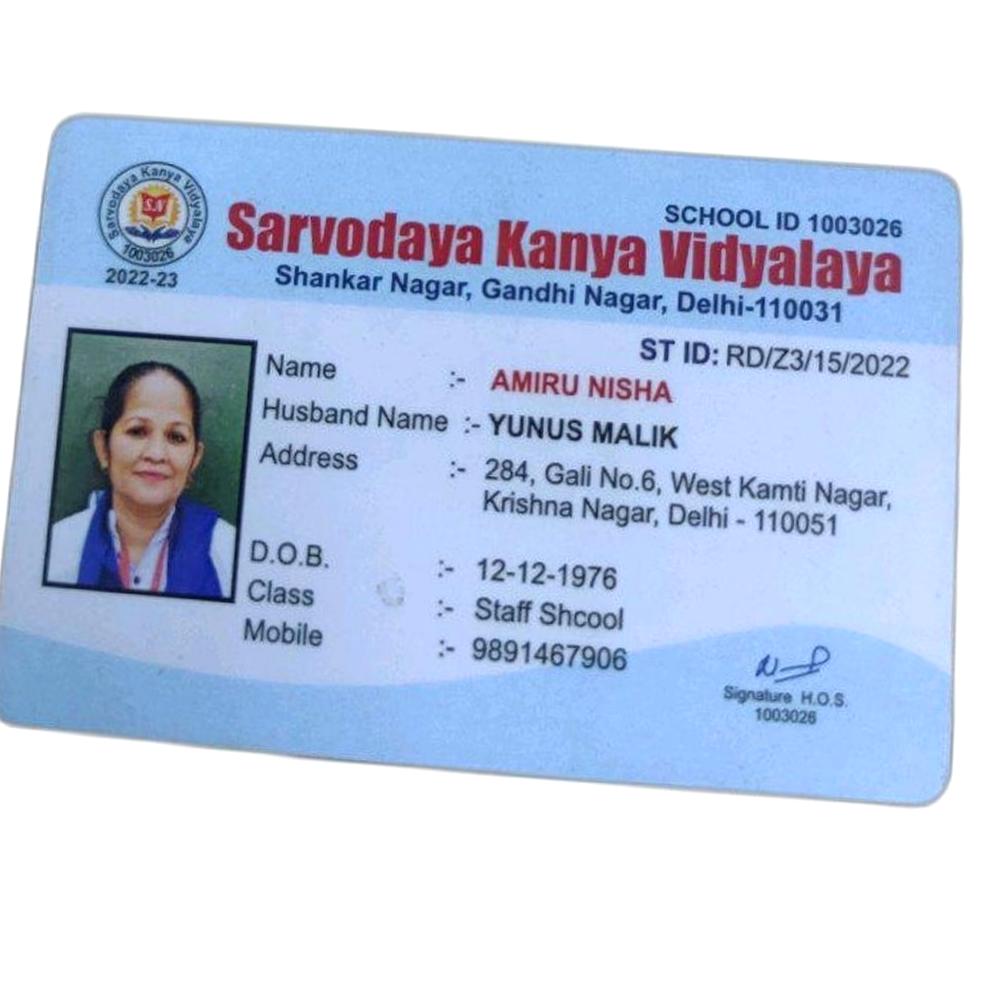 Sarvodaya Kanya Vidyalaya
S.N
1003026
2022-23
SCHOOL ID 1003026
Sarvodaya Kanya Vidyalaya
Shankar Nagar, Gandhi Nagar, Delhi-110031
ST ID: RD/Z3/15/2022
Name :- AMIRU NISHA
Husband Name :- YUNUS MALIK
Address :- 284, Gali No.6, West Kamti Nagar,
Krishna Nagar, Delhi - 110051
D.O.B. :- 12-12-1976
Class :- Staff Shcool
Mobile :- 9891467906
Signature H.O.S.
1003026